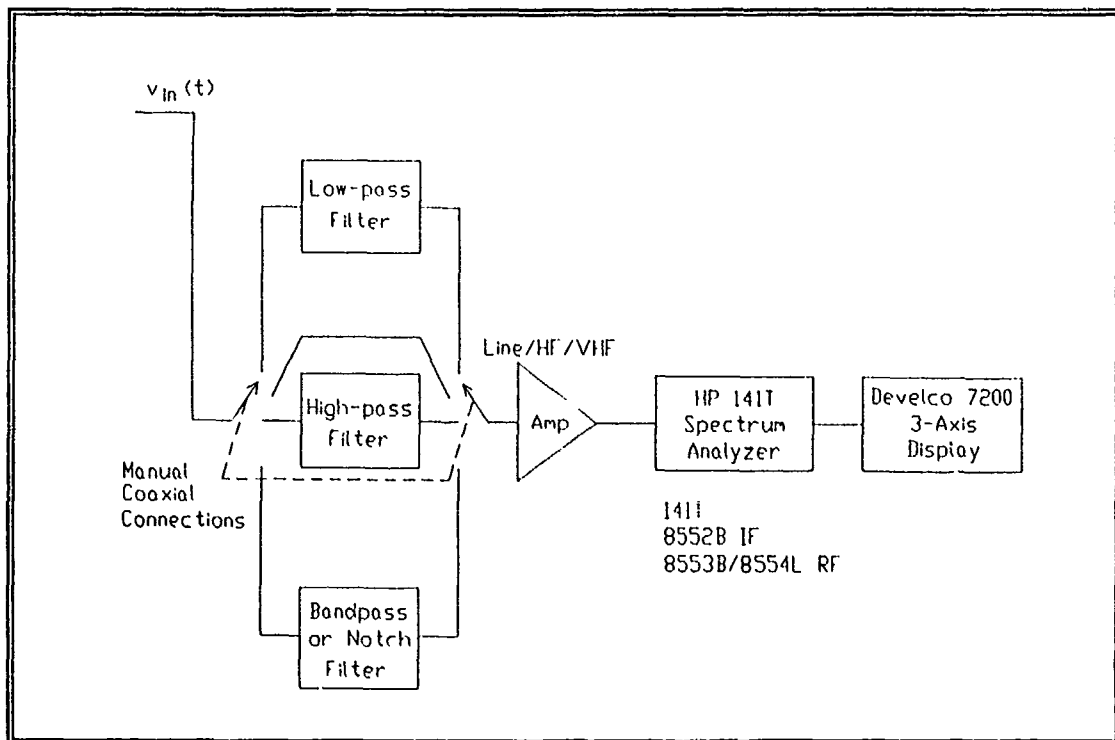 v in (t)
Low-pass
Filter
Line/HF/VHF
High-pass
Filter
Amp
HP 141T
Spectrum
Analyzer
Develco 7200
3-Axis
Display
Manual
Coaxial
Connections
141T
8552B IF
8553B/8554L RF
Bandpass
or Notch
Filter